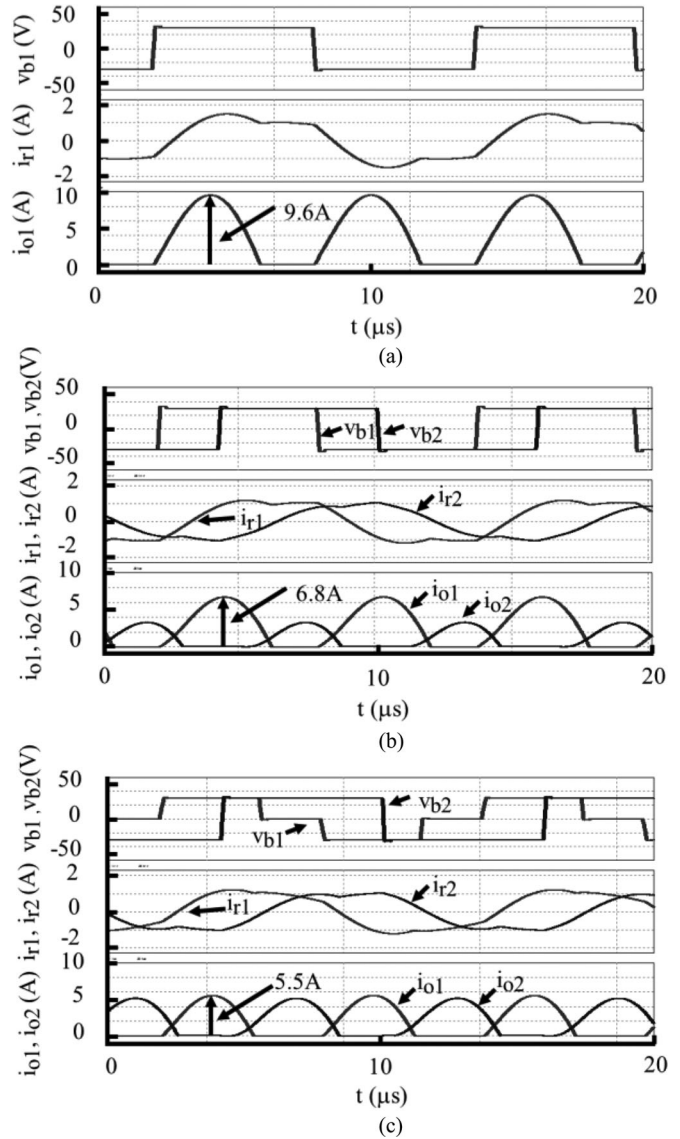 vb1 (V)
50
0
-50
ir1 (A)
2
0
-2
io1 (A)
10
5
0
9.6A
0
10
20
t (μs)
(a)
vb1,vb2(V)
50
0
-50
vb1
vb2
ir1, ir2 (A)
2
0
-2
ir1
ir2
io1, io2 (A)
10
5
0
6.8A
io1
io2
0
10
20
t (μs)
(b)
vb1,vb2(V)
50
0
-50
vb1
vb2
ir1, ir2 (A)
2
0
-2
ir1
ir2
io1, io2 (A)
10
5
0
5.5A
io1
io2
0
10
20
t (μs)
(c)